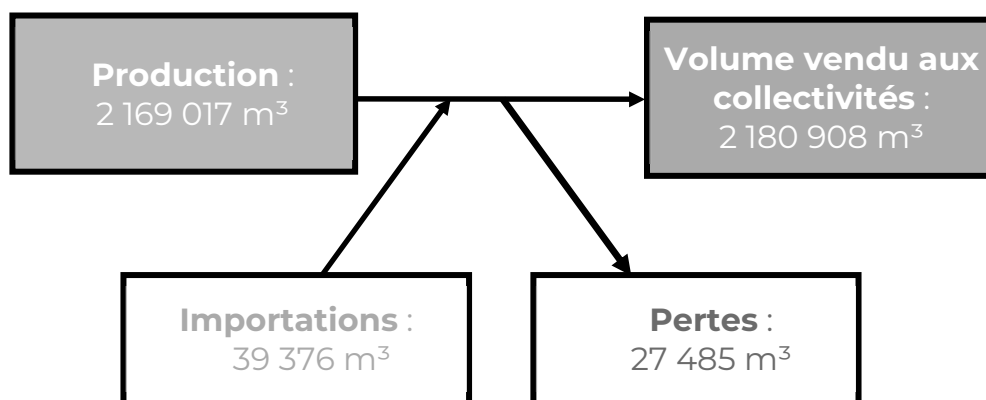 Production :
2 169 017 m³
Volume vendu aux
collectivités :
2 180 908 m³
Importations :
39 376 m³
Pertes :
27 485 m³